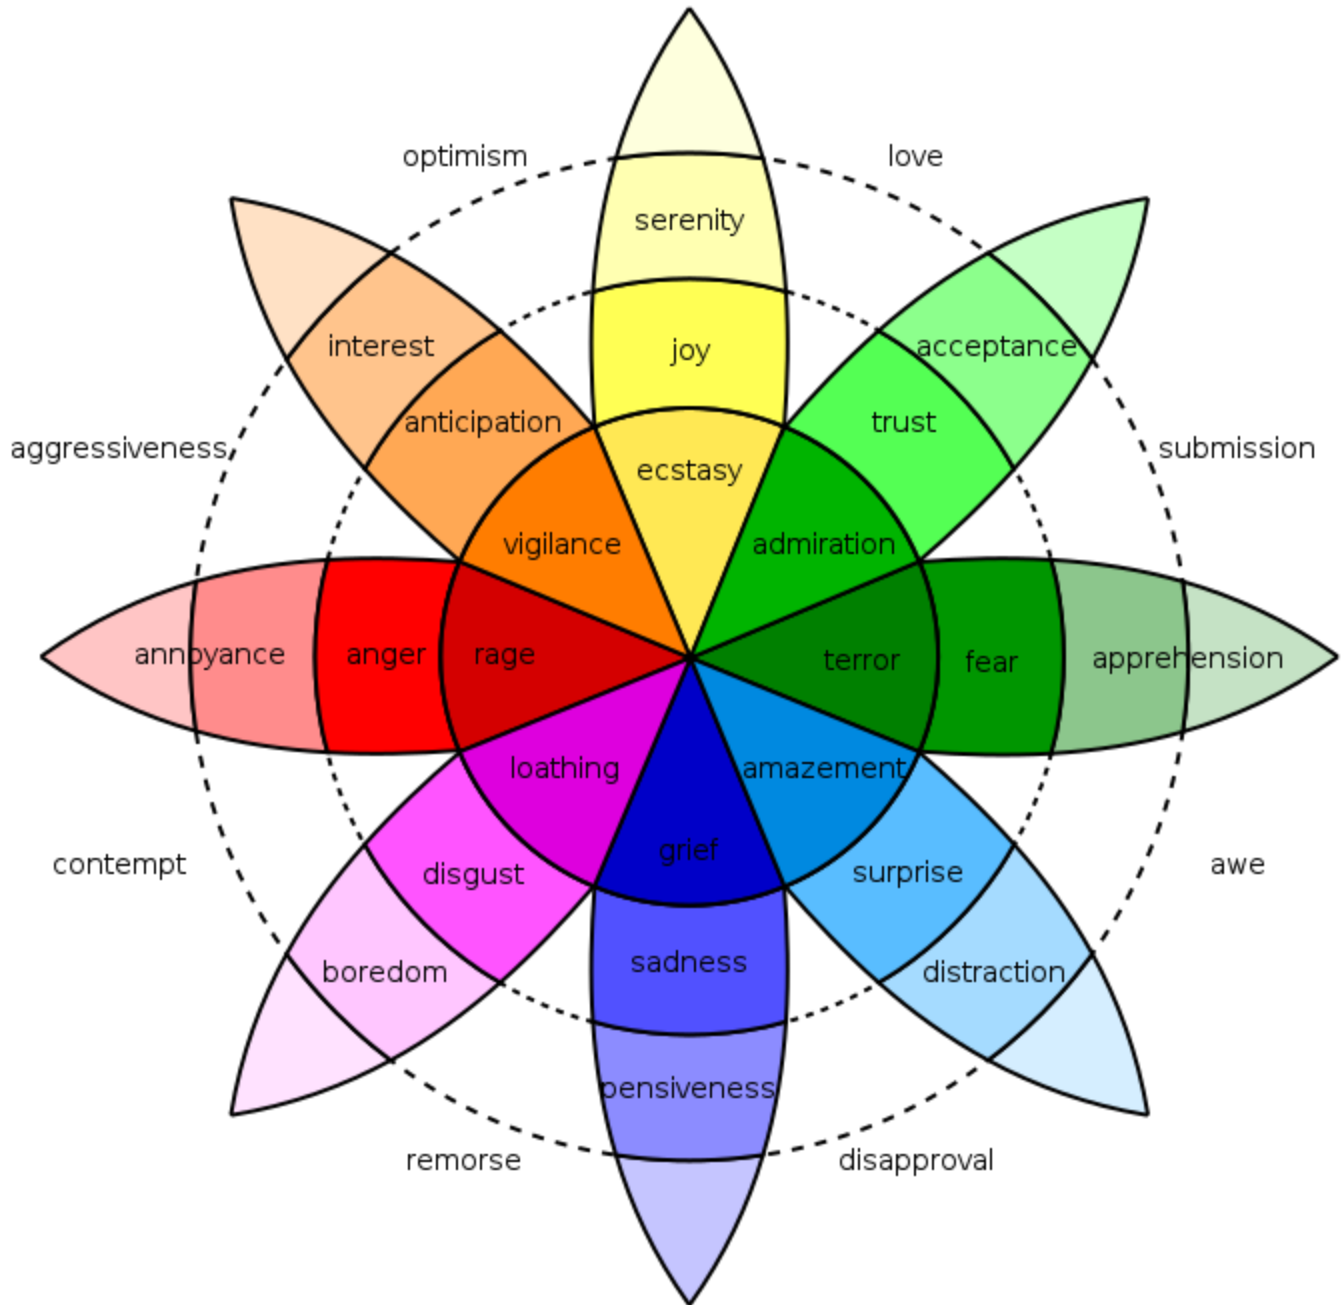 optimism
love
serenity
interest
joy
acceptance
anticipation
trust
aggressiveness
submission
ecstasy
vigilance
admiration
annoyance
anger
rage
terror
fear
apprehension
loathing
amazement
contempt
grief
awe
disgust
surprise
boredom
sadness
distraction
pensiveness
remorse
disapproval